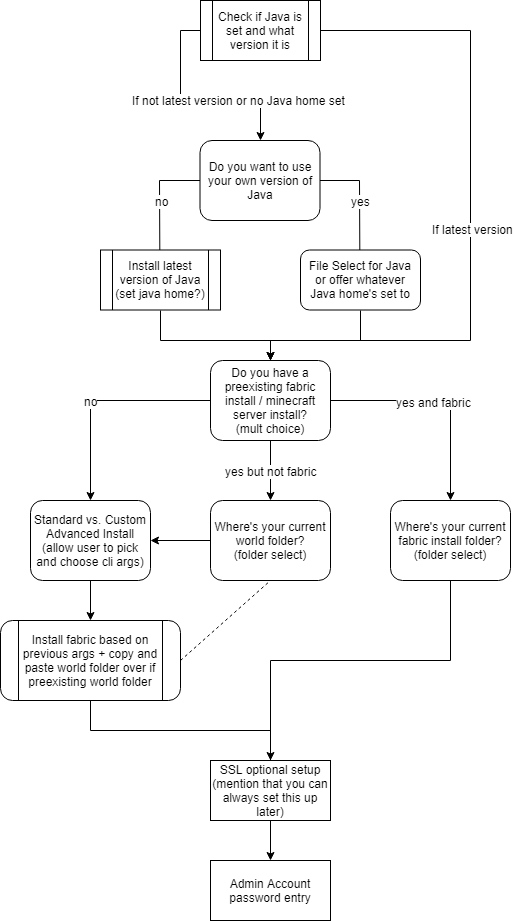 Check if Java is
set and what
version it is
If not latest version or no Java home set
Do you want to use
your own version of
Java
no
yes
If latest version
Install latest
version of Java
(set java home?)
File Select for Java
or offer whatever
Java home's set to
Do you have a
preexisting fabric
install / minecraft
server install?
(mult choice)
no
yes and fabric
yes but not fabric
Standard vs. Custom
Advanced Install
(allow user to pick
and choose cli args)
Where's your current
world folder?
(folder select)
Where's your current
fabric install folder?
(folder select)
Install fabric based on
previous args + copy and
paste world folder over if
preexisting world folder
SSL optional setup
(mention that you can
always set this up
later)
Admin Account
password entry